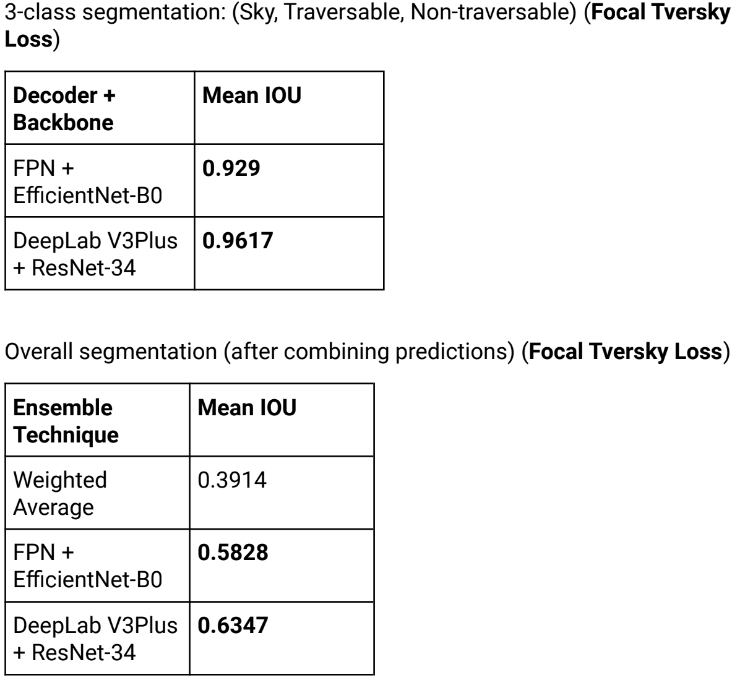 3-class segmentation: (Sky, Traversable, Non-traversable) (Focal Tversky
Loss)
Decoder +
Backbone
Mean IOU
FPN +
EfficientNet-B0
0.929
DeepLab V3Plus
+ ResNet-34
0.9617
Overall segmentation (after combining predictions) (Focal Tversky Loss)
Ensemble
Technique
Mean IOU
Weighted
Average
0.3914
FPN +
EfficientNet-B0
0.5828
DeepLab V3Plus
+ ResNet-34
0.6347